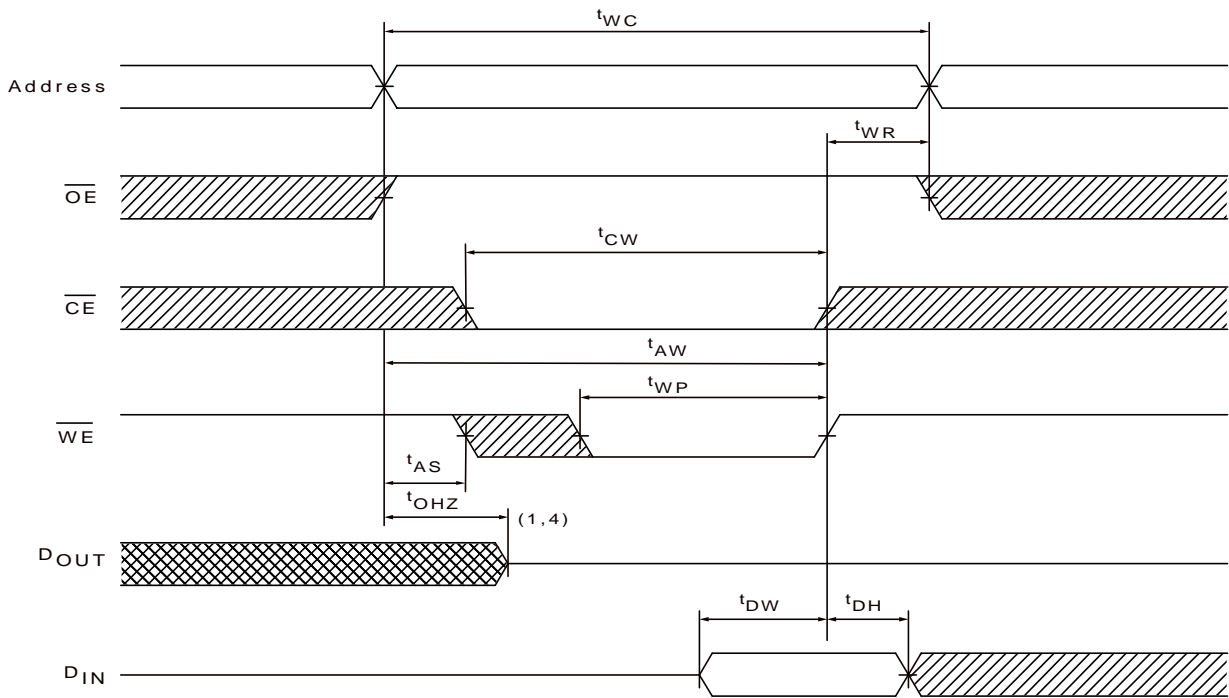 tWC
Address
tWR
OE
tCW
CE
tAW
tWP
WE
tAS
tOHZ
(1,4)
DOUT
tDW
tDH
DIN